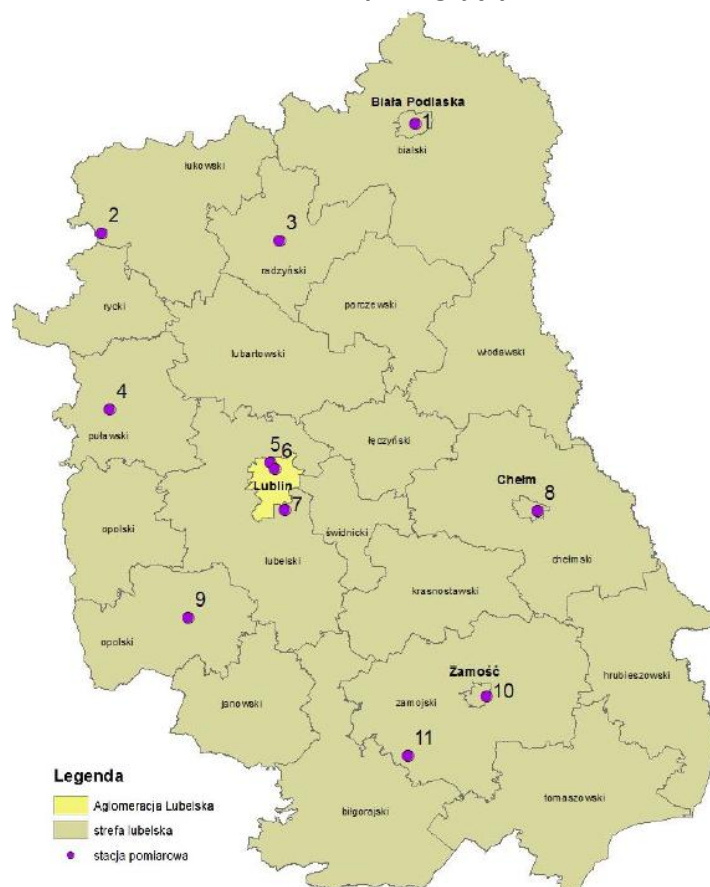 Biała Podlaska
1
bialski
łukowski
2
3
radzyński
rycki
parczewski
lubartowski
włodawski
4
puławski
łęczyński
5
6
Lublin
Chełm
7
8
opolski
świdnicki
lubelski
chełmski
krasnostawski
9
opolski
Zamość
hrubieszowski
10
janowski
zamojski
11
Legenda
Aglomeracja Lubelska
tomaszowski
biłgorajski
strefa lubelska
stacja pomiarowa